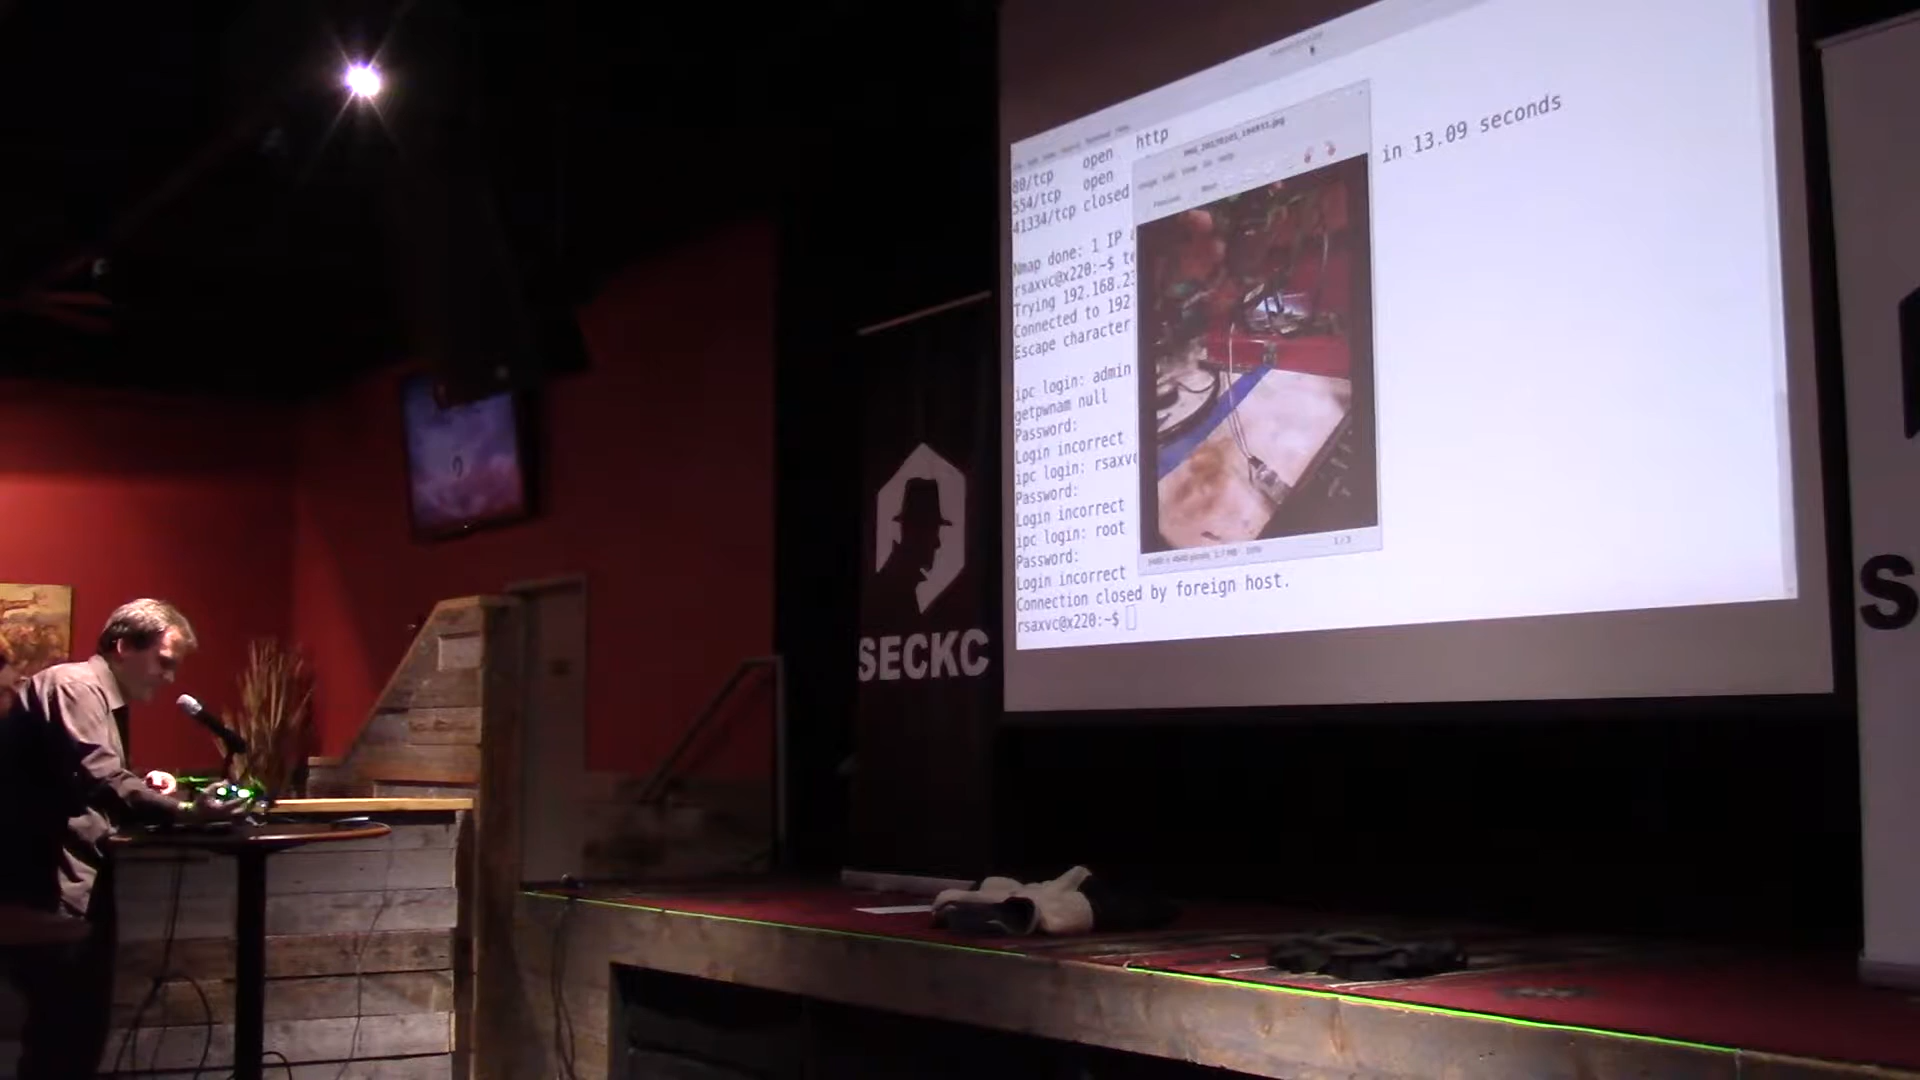 in 13.09 seconds
80/tcp open http
554/tcp open
41334/tcp closed
Nmap done: 1 IP
rsaxvc@x220:~$ te
Trying 192.168.2
Connected to 192
Escape character
ipc login: admin
getpwnam null
Password:
Login incorrect
ipc login: rsaxv
Password:
Login incorrect
ipc login: root
Password:
Login incorrect
Connection closed by foreign host.
rsaxvc@x220:~$
SECKC
S